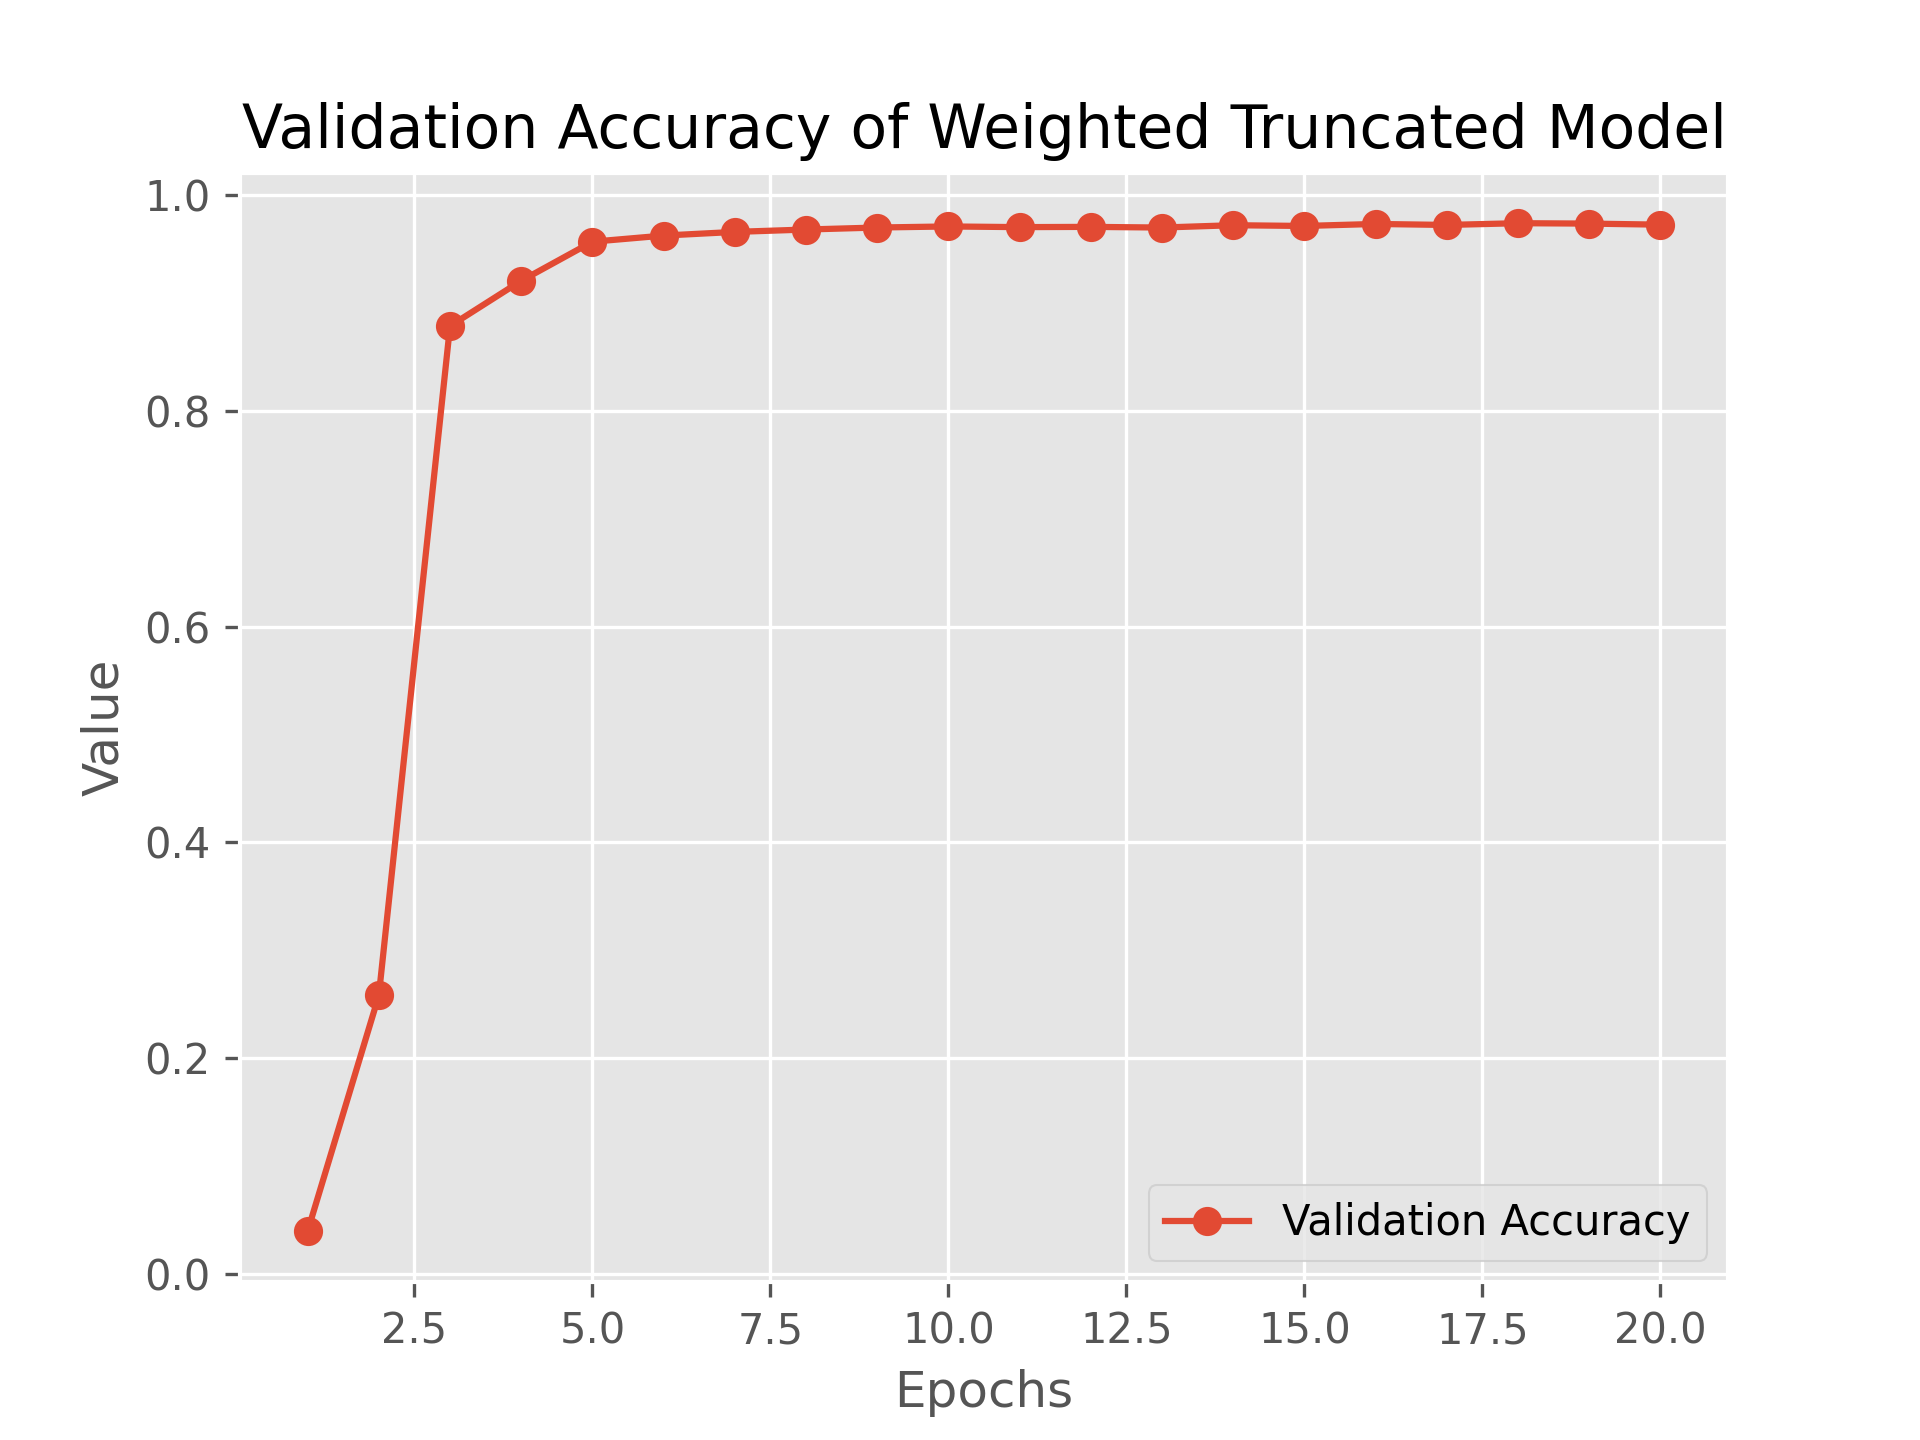 Validation Accuracy of Weighted Truncated Model
1.0
0.8
0.6
0.4
0.2
0.0
Value
2.5 5.0 7.5 10.0 12.5 15.0 17.5 20.0
Epochs
Validation Accuracy